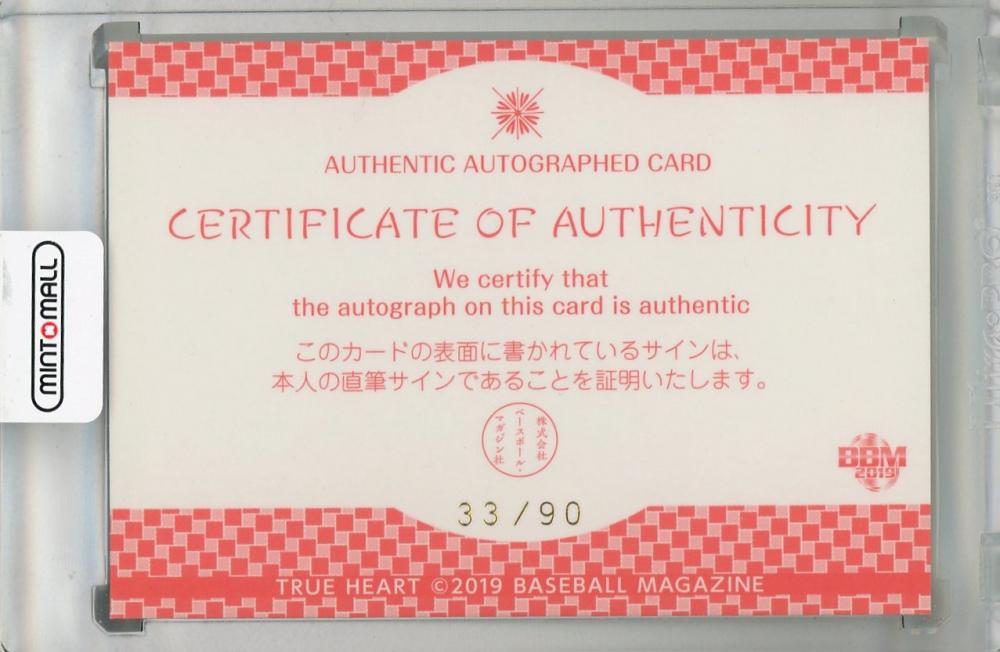 AUTHENTIC AUTOGRAPHED CARD
CERTIFICATE OF AUTHENTICITY
We certify that
the autograph on this card is authentic
このカードの表面に書かれているサインは、
本人の直筆サインであることを証明いたします。
株式会社
ベースボール・
マガジン社
BBM
2019
33/90
TRUE HEART ©2019 BASEBALL MAGAZINE
MINTOMALL